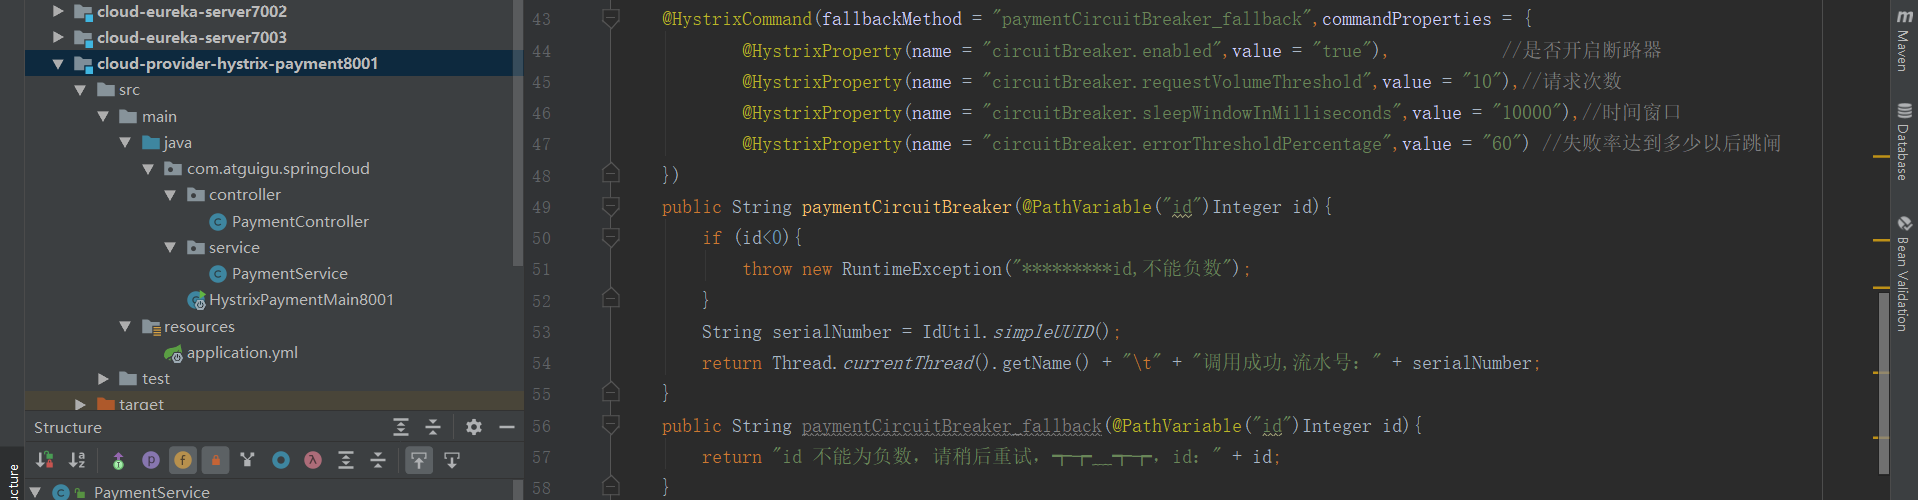 cloud-eureka-server7002
cloud-eureka-server7003
cloud-provider-hystrix-payment8001
src
main
java
com.atguigu.springcloud
controller
PaymentController
service
PaymentService
HystrixPaymentMain8001
resources
application.yml
test
target
Structure
PaymentService
ucture
43 @HystrixCommand(fallbackMethod = "paymentCircuitBreaker_fallback",commandProperties = {
44 @HystrixProperty(name = "circuitBreaker.enabled",value = "true"), //是否开启断路器
45 @HystrixProperty(name = "circuitBreaker.requestVolumeThreshold",value = "10"),//请求次数
46 @HystrixProperty(name = "circuitBreaker.sleepWindowInMilliseconds",value = "10000"),//时间窗口
47 @HystrixProperty(name = "circuitBreaker.errorThresholdPercentage",value = "60") //失败率达到多少以后跳闸
48 })
49 public String paymentCircuitBreaker(@PathVariable("id")Integer id){
50 if (id<0){
51 throw new RuntimeException("*********id,不能负数");
52 }
53 String serialNumber = IdUtil.simpleUUID();
54 return Thread.currentThread().getName() + "\t" + "调用成功,流水号: " + serialNumber;
55 }
56 public String paymentCircuitBreaker_fallback(@PathVariable("id")Integer id){
57 return "id 不能为负数，请稍后重试，┭┮﹏┭┮，id: " + id;
58 }
Maven
Database
Bean Validation